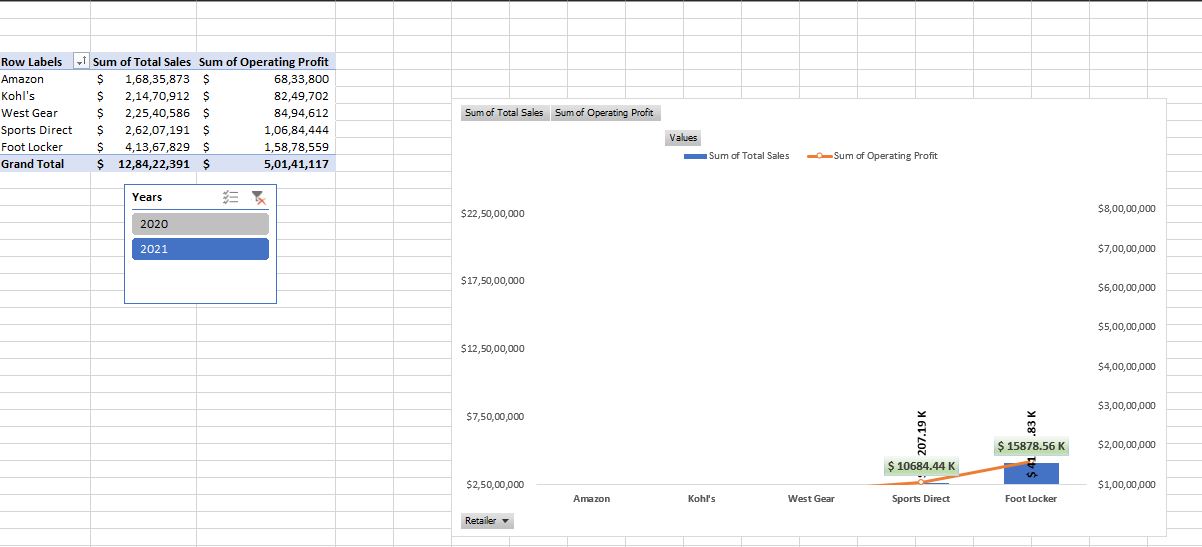 Row Labels Sum of Total Sales Sum of Operating Profit
Amazon $ 1,68,35,873 $ 68,33,800
Kohl's $ 2,14,70,912 $ 82,49,702
West Gear $ 2,25,40,586 $ 84,94,612
Sports Direct $ 2,62,07,191 $ 1,06,84,444
Foot Locker $ 4,13,67,829 $ 1,58,78,559
Grand Total $ 12,84,22,391 $ 5,01,41,117
Years
2020
2021
Sum of Total Sales Sum of Operating Profit
Values
Sum of Total Sales Sum of Operating Profit
$22,50,00,000
$17,50,00,000
$12,50,00,000
$7,50,00,000
$2,50,00,000
$8,00,00,000
$7,00,00,000
$6,00,00,000
$5,00,00,000
$4,00,00,000
$3,00,00,000
$2,00,00,000
$1,00,00,000
207.19 K
$ 10684.44 K
$ 41
.83 K
$ 15878.56 K
Amazon Kohl's West Gear Sports Direct Foot Locker
Retailer